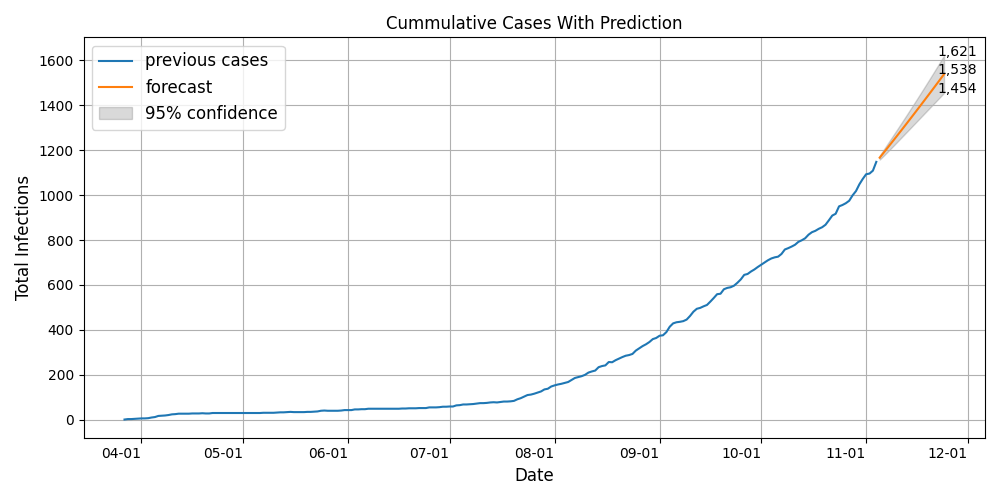 Cummulative Cases With Prediction
previous cases
forecast
95% confidence
1,621
1,538
1,454
1600
1400
1200
1000
800
600
400
200
0
Total Infections
04-01 05-01 06-01 07-01 08-01 09-01 10-01 11-01 12-01
Date